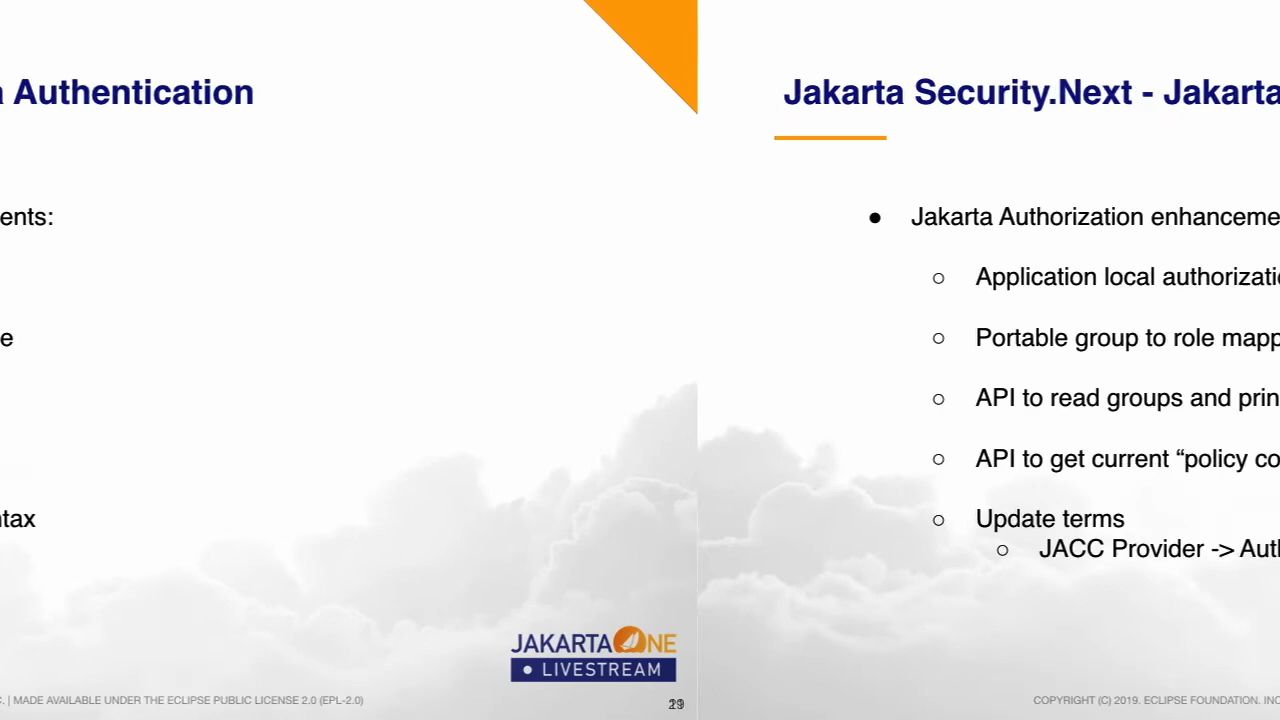 Authentication
ents:
e
ntax
JAKARTA ONE
LIVESTREAM
. | MADE AVAILABLE UNDER THE ECLIPSE PUBLIC LICENSE 2.0 (EPL-2.0)
Jakarta Security.Next - Jakarta
● Jakarta Authorization enhanceme
○ Application local authorizati
○ Portable group to role mapp
○ API to read groups and prin
○ API to get current “policy co
○ Update terms
○ JACC Provider -> Aut
COPYRIGHT (C) 2019. ECLIPSE FOUNDATION. INC